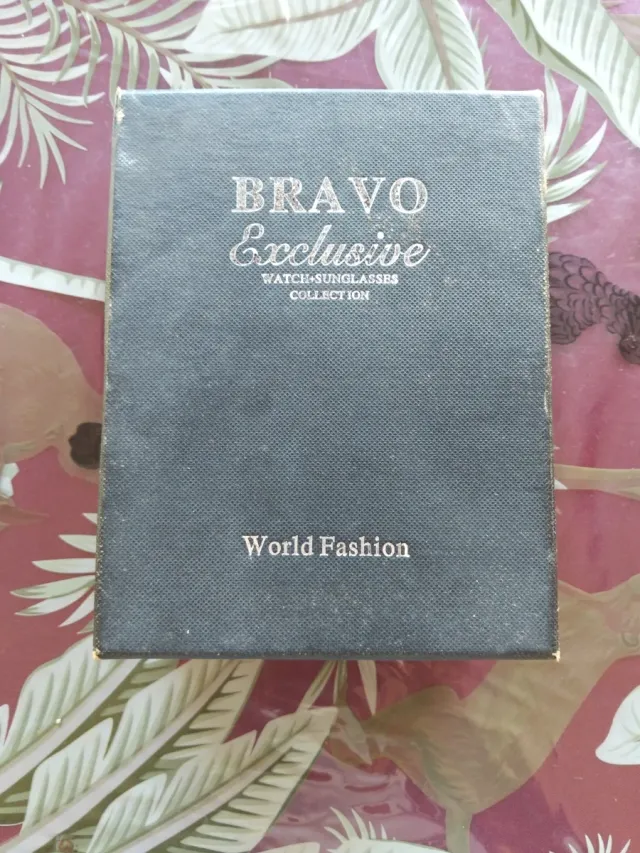 BRAVO
Exclusive
WATCH+SUNGLASSES
COLLECTION
World Fashion